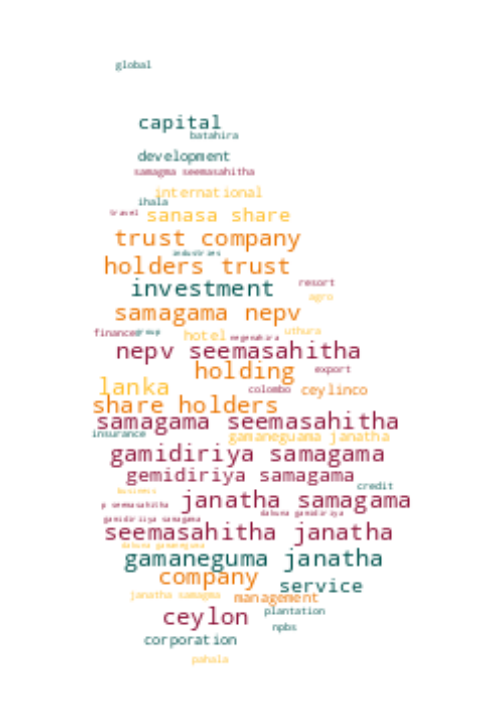 global
capital
batahira
development
samagma seemasahitha
international
ihala
travel sanasa share
trust company
industries
holders trust
investment resort
agro
samagama nepv
finance group hotel negenahira uthura
nepv seemasahitha
holding export
lanka colombo ceylinco
share holders
samagama seemasahitha
insurance gamaneguama janatha
gamidiriya samagama
gemidiriya samagama
credit
business
p seemasahitha janatha samagama
dakuna gamidiriya
gamidiriiya samagama
seemasahitha janatha
dakuna gamaneguma
gamaneguma janatha
company service
janatha samagma management
ceylon plantation
npbs
corporation
pahala